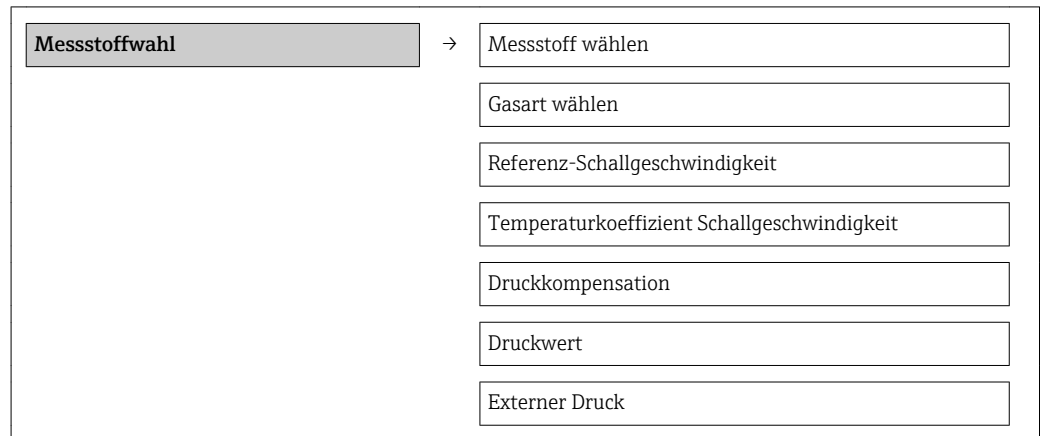 Messstoffwahl → Messstoff wählen
Gasart wählen
Referenz-Schallgeschwindigkeit
Temperaturkoeffizient Schallgeschwindigkeit
Druckkompensation
Druckwert
Externer Druck